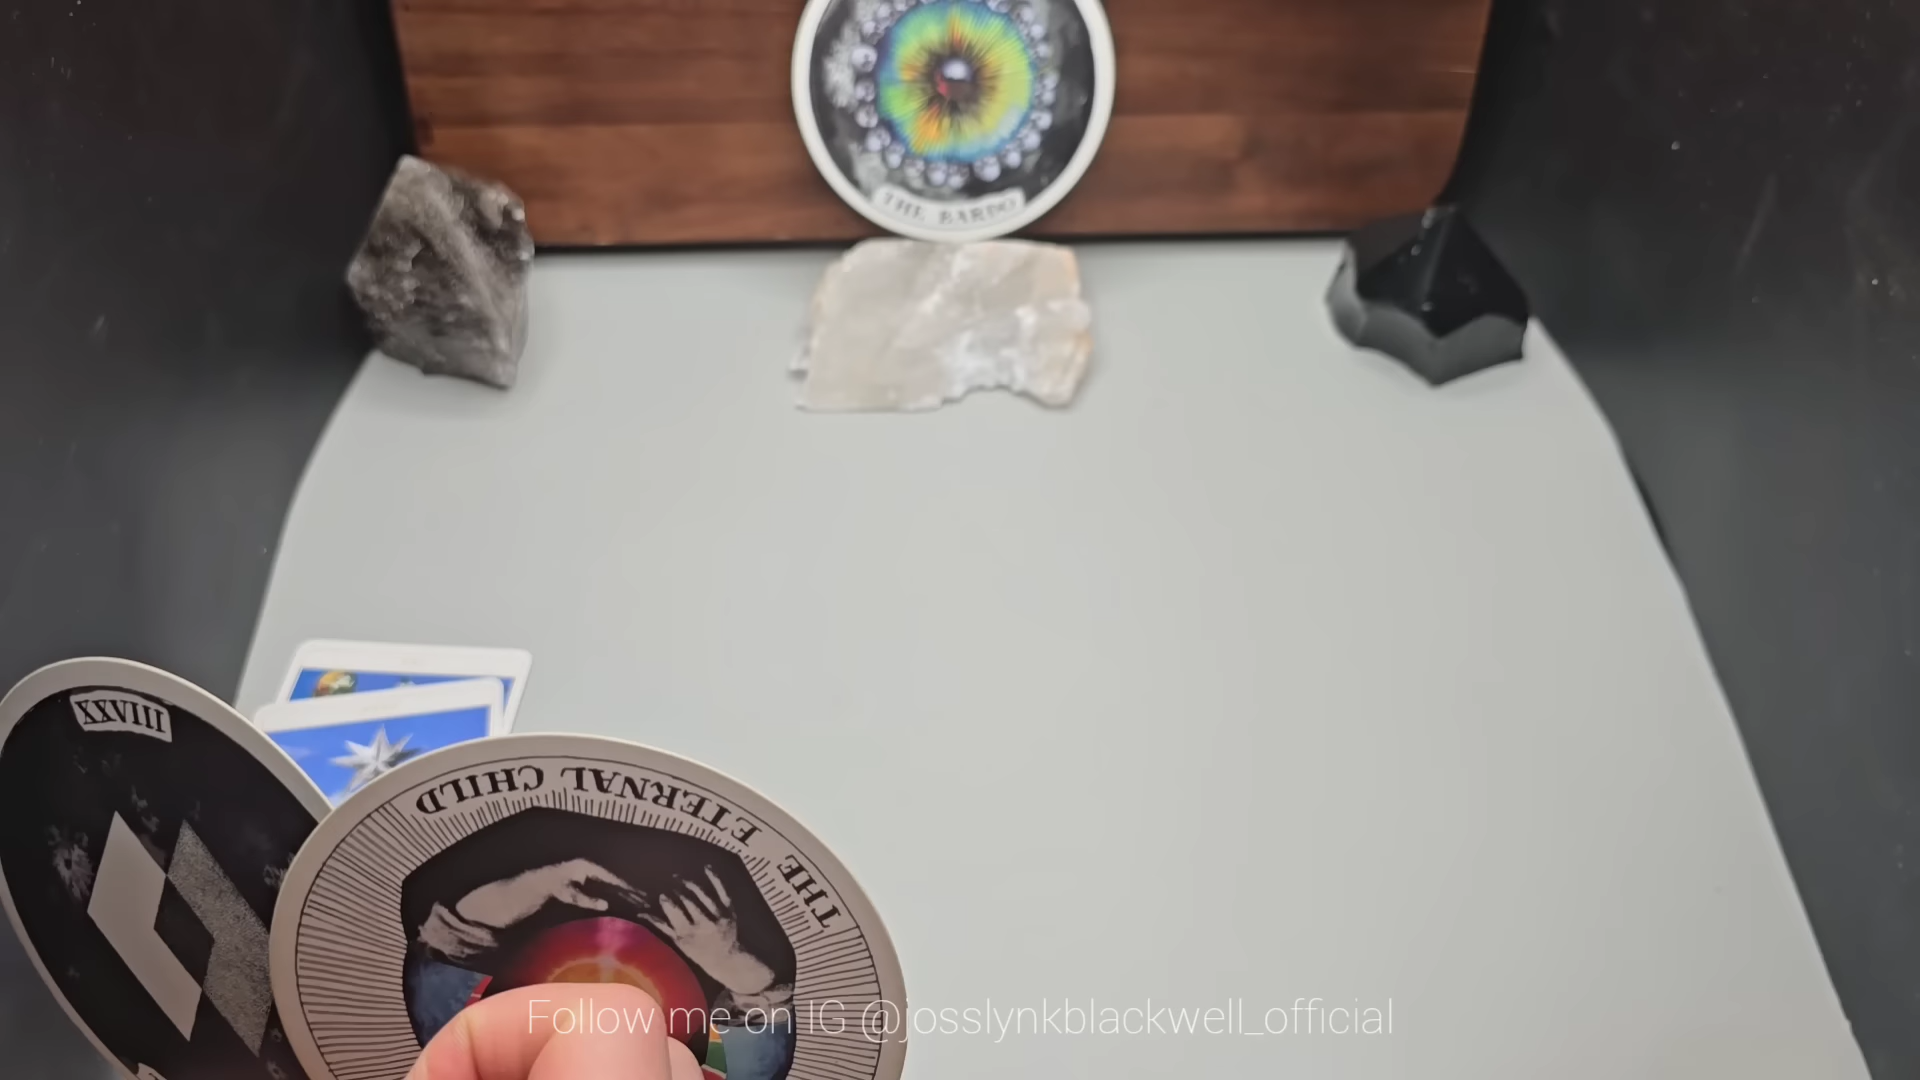 THE BARDO
XXVIII
THE ETERNAL CHILD
Follow me on IG @josslynkblackwell_official